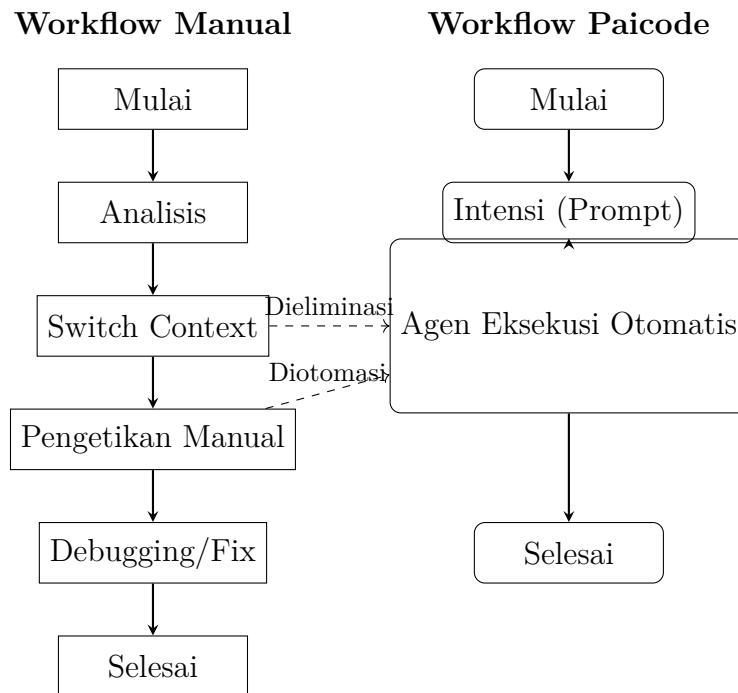 Workflow Manual
Mulai
Analisis
Switch Context
Pengetikan Manual
Debugging/Fix
Selesai
Dieliminasi
Diotomasi
Workflow Paicode
Mulai
Intensi (Prompt)
Agen Eksekusi Otomatis
Selesai